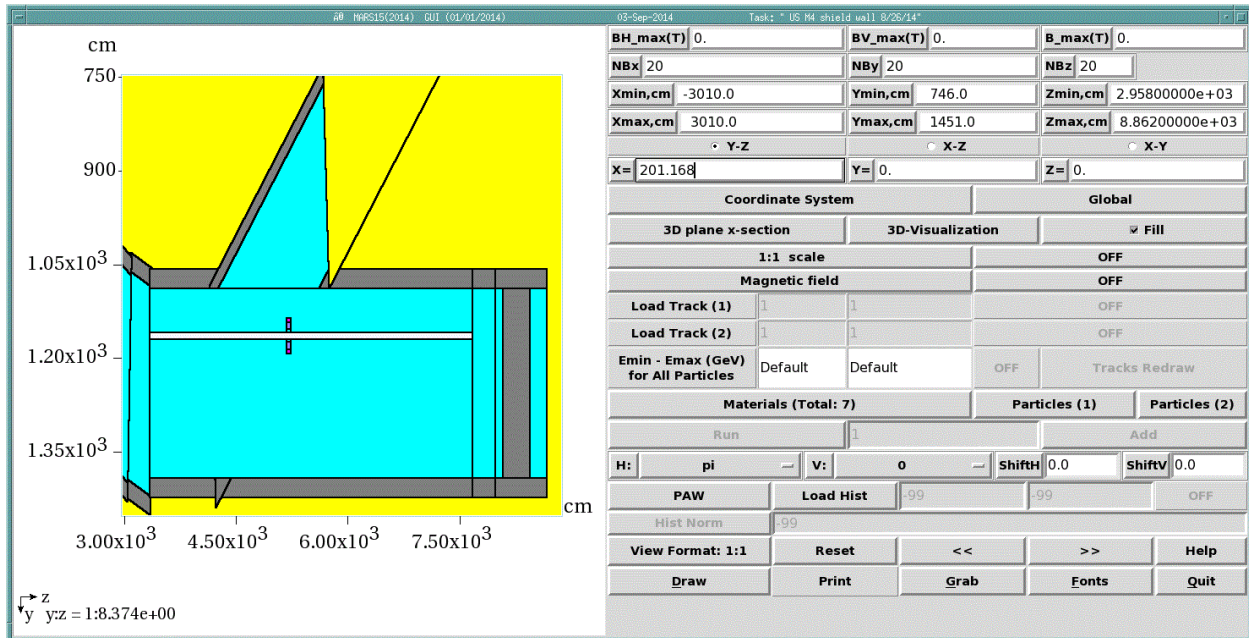 MARS15(2014) GUI (01/01/2014) 03-Sep-2014 Task: " US M4 shield wall 8/26/14"
cm
750
900
1.05x10³
1.20x10³
1.35x10³
cm
3.00x10³ 4.50x10³ 6.00x10³ 7.50x10³
z
y y:z = 1:8.374e+00
BH_max(T) 0. BV_max(T) 0. B_max(T) 0.
NBx 20 NBy 20 NBz 20
Xmin,cm -3010.0 Ymin,cm 746.0 Zmin,cm 2.95800000e+03
Xmax,cm 3010.0 Ymax,cm 1451.0 Zmax,cm 8.86200000e+03
Y-Z X-Z X-Y
X= 201.168 Y= 0. Z= 0.
Coordinate System Global
3D plane x-section 3D-Visualization Fill
1:1 scale OFF
Magnetic field OFF
Load Track (1) 1 1 OFF
Load Track (2) 1 1 OFF
Emin - Emax (GeV)
for All Particles Default Default OFF Tracks Redraw
Materials (Total: 7) Particles (1) Particles (2)
Run 1 Add
H: pi V: 0 ShiftH 0.0 ShiftV 0.0
PAW Load Hist -99 -99 OFF
Hist Norm -99
View Format: 1:1 Reset << >> Help
Draw Print Grab Fonts Quit